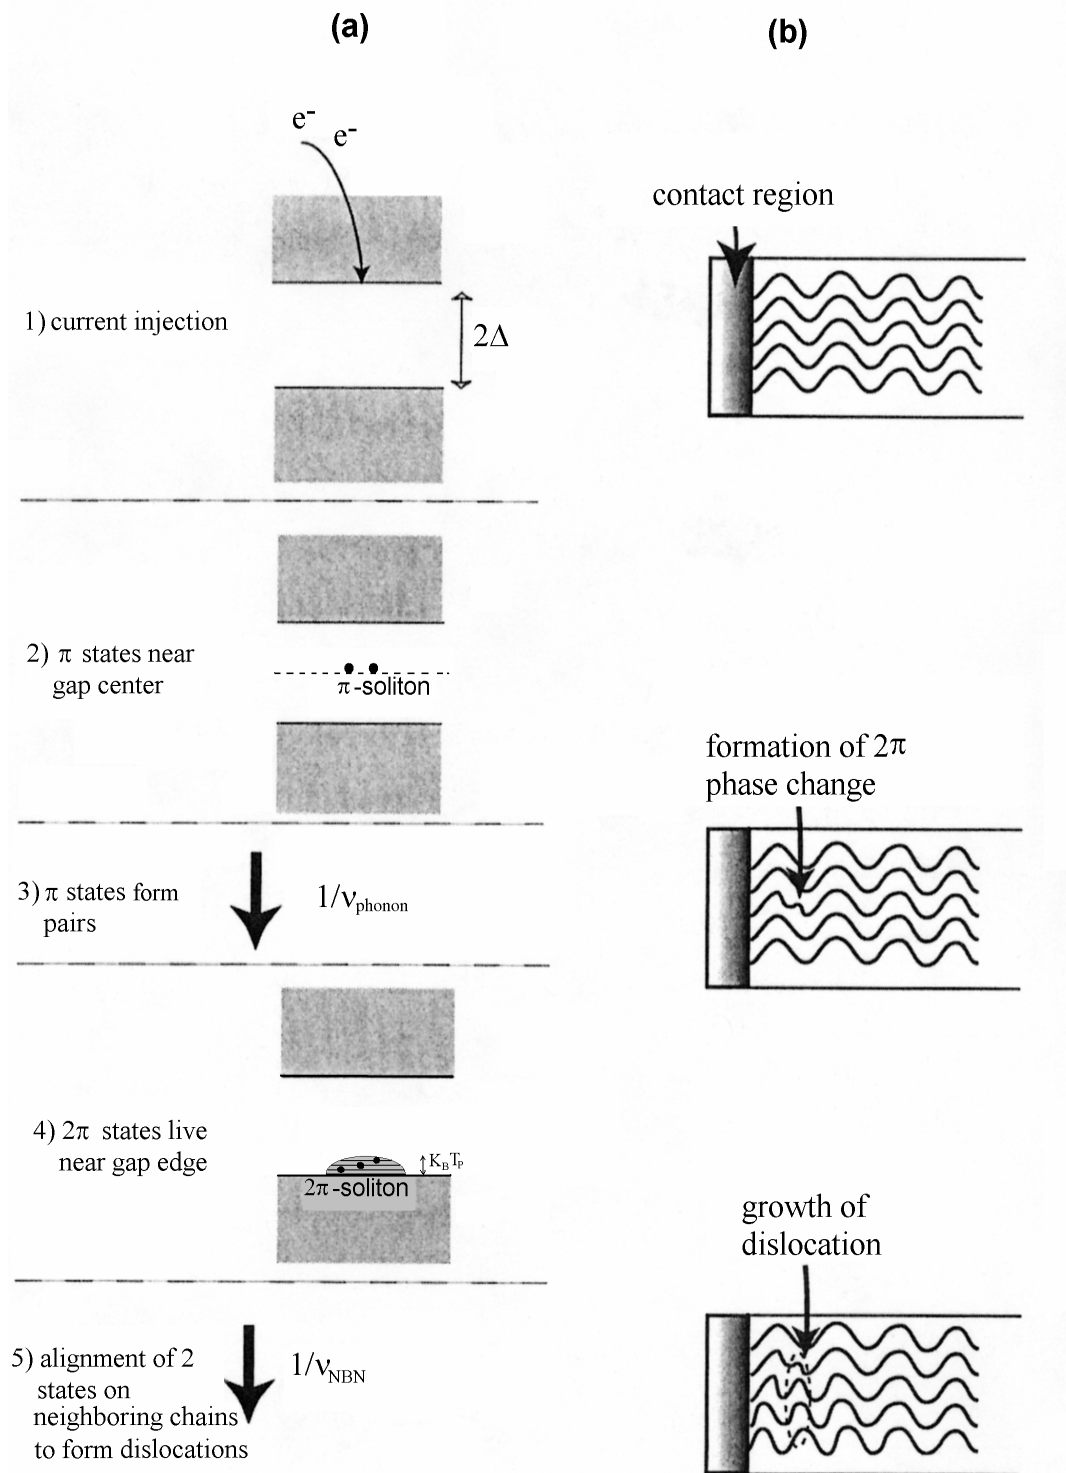 (a)
(b)
e-
e-
contact region
1) current injection
2Δ
2) π states near
gap center
π-soliton
formation of 2π
phase change
3) π states form
pairs
1/νphonon
4) 2π states live
near gap edge
KBTP
2π-soliton
growth of
dislocation
5) alignment of 2
states on
neighboring chains
to form dislocations
1/νNBN